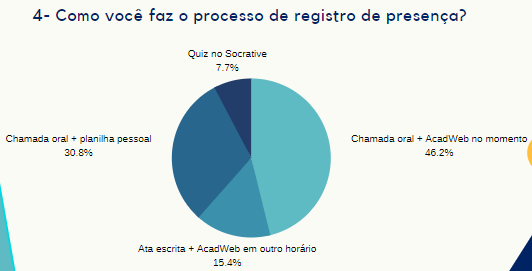 4- Como você faz o processo de registro de presença?
Quiz no Socrative
7.7%
Chamada oral + planilha pessoal
30.8%
Chamada oral + AcadWeb no momento
46.2%
Ata escrita + AcadWeb em outro horário
15.4%